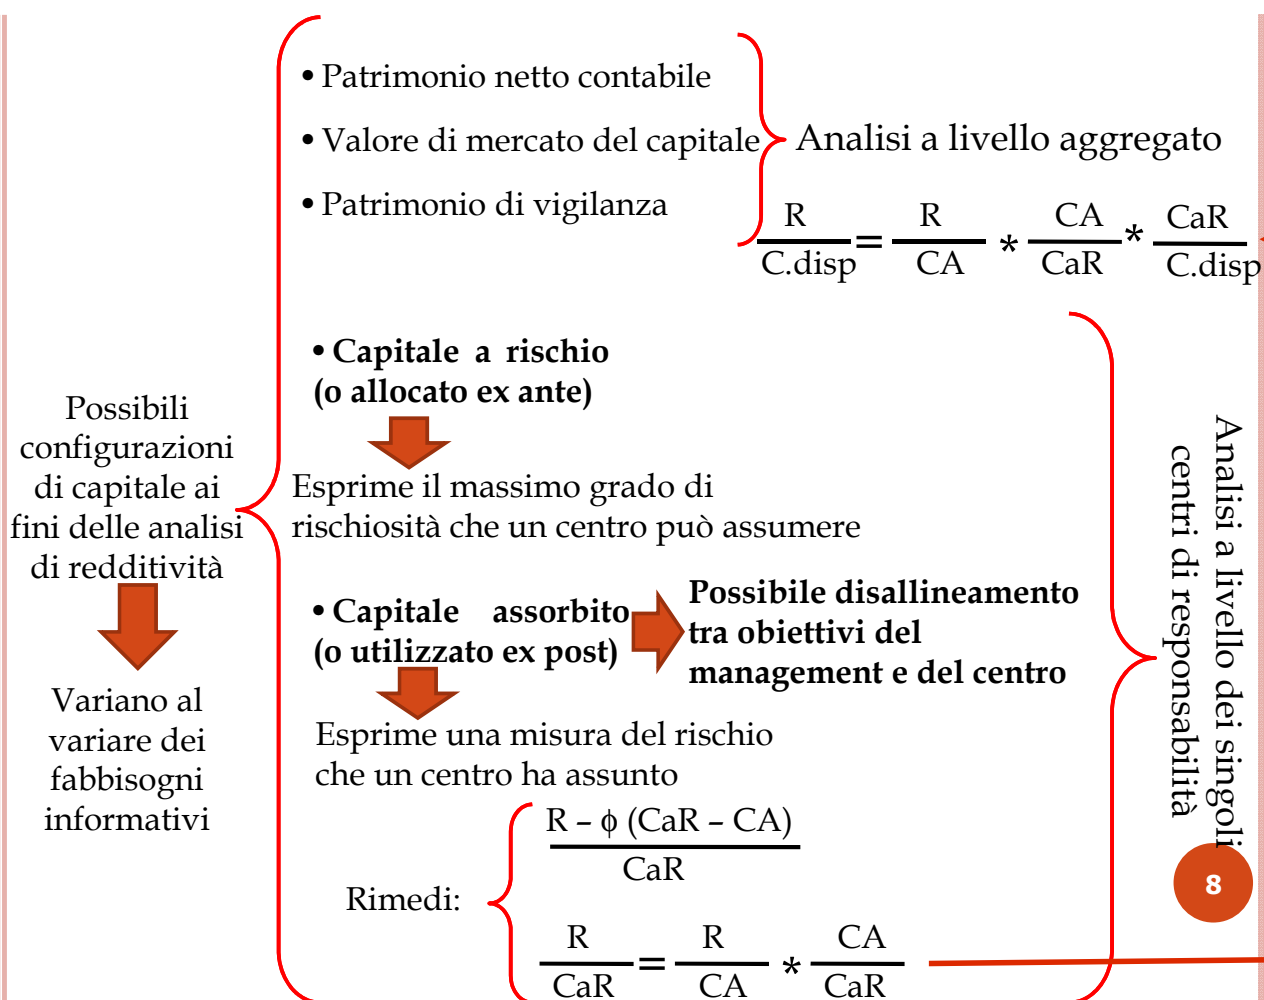 Possibili
configurazioni
di capitale ai
fini delle analisi
di redditività
Variano al
variare dei
fabbisogni
informativi
• Patrimonio netto contabile
• Valore di mercato del capitale
• Patrimonio di vigilanza
Analisi a livello aggregato
R / C.disp = R / CA * CA / CaR * CaR / C.disp
• Capitale a rischio
(o allocato ex ante)
Esprime il massimo grado di
rischiosità che un centro può assumere
• Capitale assorbito
(o utilizzato ex post)
Possibile disallineamento
tra obiettivi del
management e del centro
Esprime una misura del rischio
che un centro ha assunto
Rimedi:
R – ϕ (CaR – CA)
CaR
R / CaR = R / CA * CA / CaR
Analisi a livello dei singoli
centri di responsabilità
8